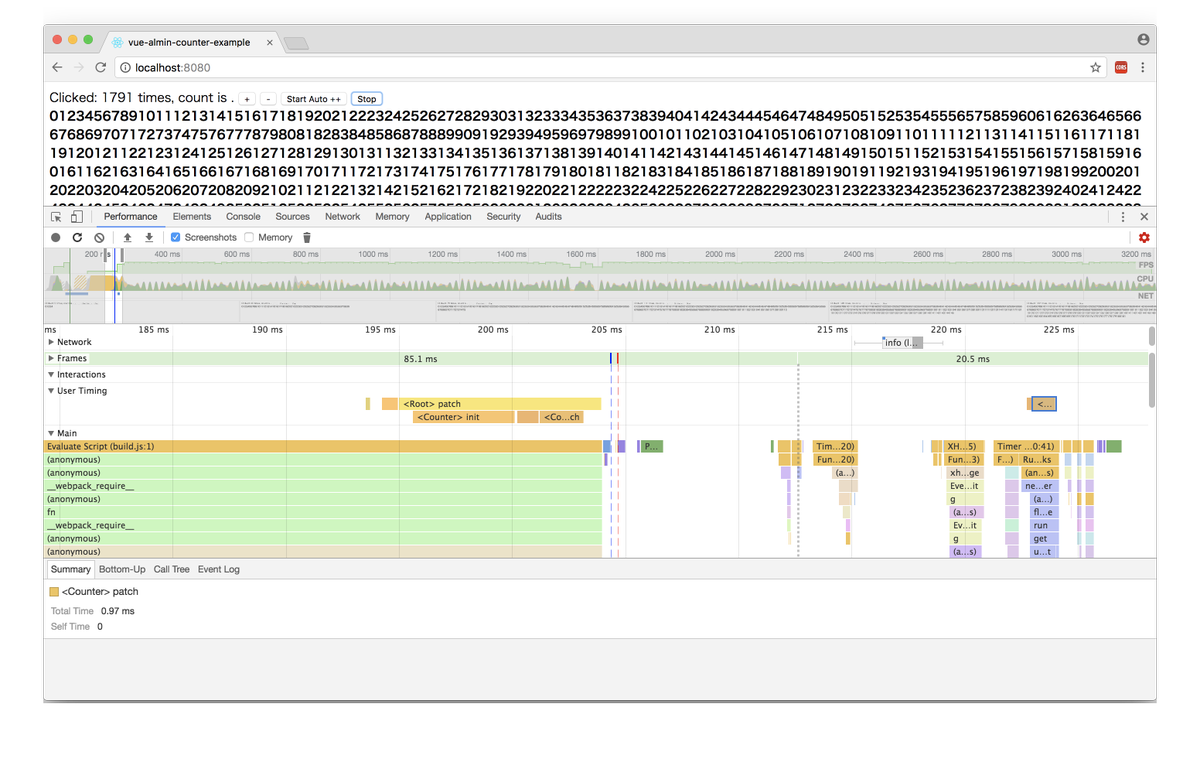 vue-almin-counter-example
localhost:8080
CORS
Clicked: 1791 times, count is . + - Start Auto ++ Stop
0123456789101112131415161718192021222324252627282930313233343536373839404142434445464748495051525354555657585960616263646566
6768697071727374757677787980818283848586878889909192939495969798991001011021031041051061071081091101111121131141151161171181
1912012112212312412512612712812913013113213313413513613713813914014114214314414514614714814915015115215315415515615715815916
0161162163164165166167168169170171172173174175176177178179180181182183184185186187188189190191192193194195196197198199200201
2022032042052062072082092102112122132142152162172182192202212222232242252262272282292302312322332342352362372382392402412422
Performance Elements Console Sources Network Memory Application Security Audits
Screenshots Memory
400 ms 600 ms 800 ms 1000 ms 1200 ms 1400 ms 1600 ms 1800 ms 2000 ms 2200 ms 2400 ms 2600 ms 2800 ms 3000 ms 3200 ms
FPS
CPU
NET
ms 185 ms 190 ms 195 ms 200 ms 205 ms 210 ms 215 ms 220 ms 225 ms
Network info (l...
Frames 85.1 ms 20.5 ms
Interactions
User Timing
<Root> patch <...
<Counter> init <Co...ch
Main
Evaluate Script (build.js:1) P... Tim...20) XH...5) Timer ...0:41)
(anonymous) Fun...20) Fun...3) F...) Ru...ks
(anonymous) (a...) xh...ge (an...s)
__webpack_require__ Eve...it ne...er
(anonymous) g (a...)
fn (a...s) fl...e
__webpack_require__ Ev...it run
(anonymous) g get
(anonymous) (a...s) u...t
Summary Bottom-Up Call Tree Event Log
<Counter> patch
Total Time 0.97 ms
Self Time 0